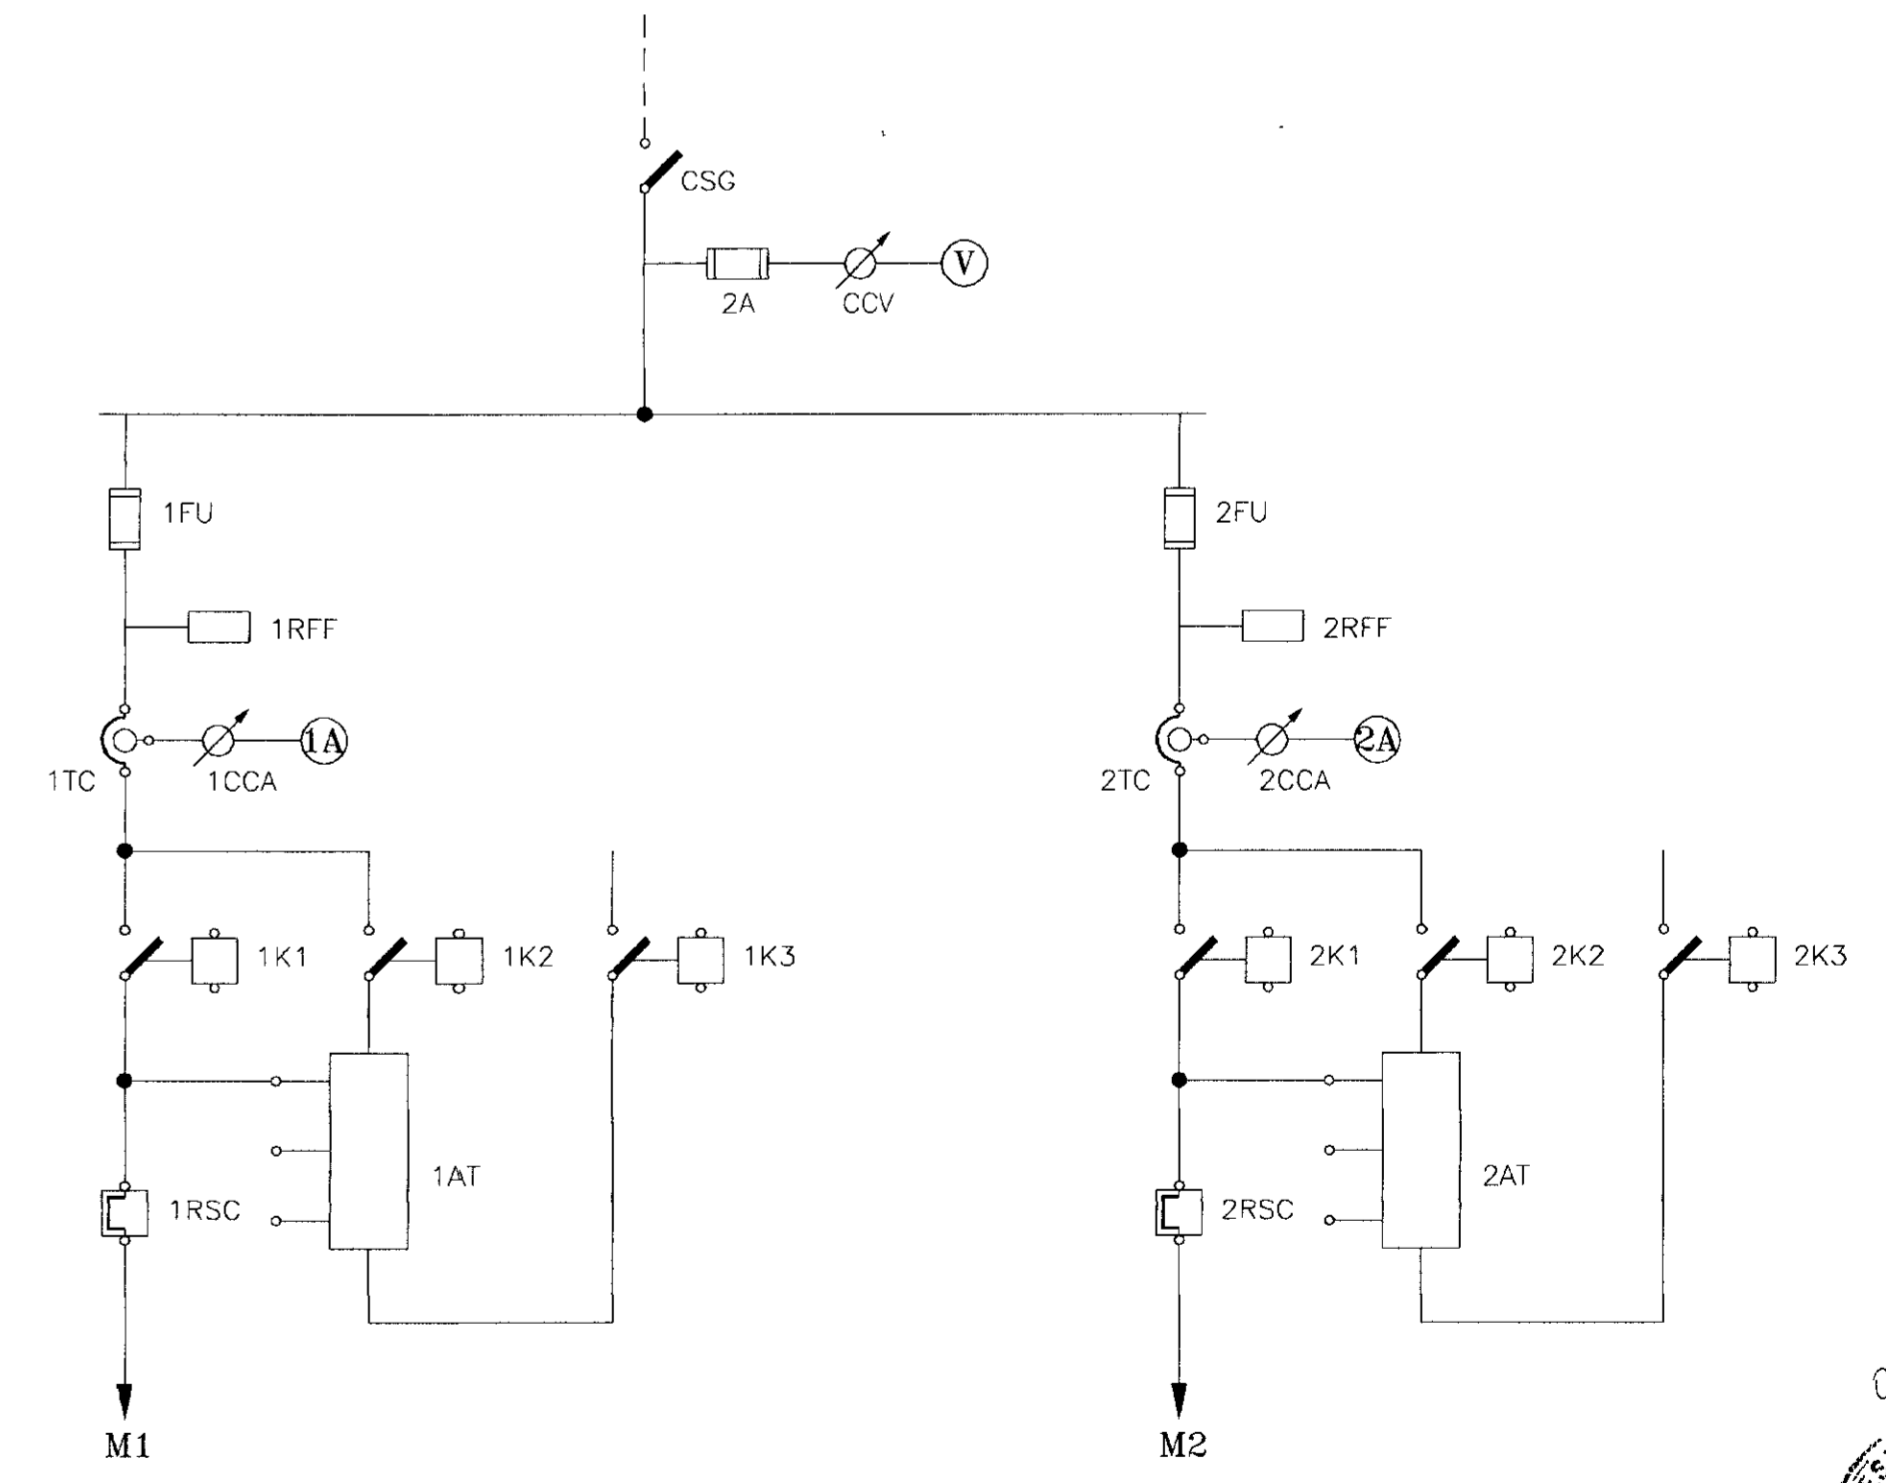 CSG
V
2A CCV
1FU 2FU
1RFF 2RFF
1A 2A
1TC 1CCA 2TC 2CCA
1K1 1K2 1K3 2K1 2K2 2K3
1AT 2AT
1RSC 2RSC
M1 M2